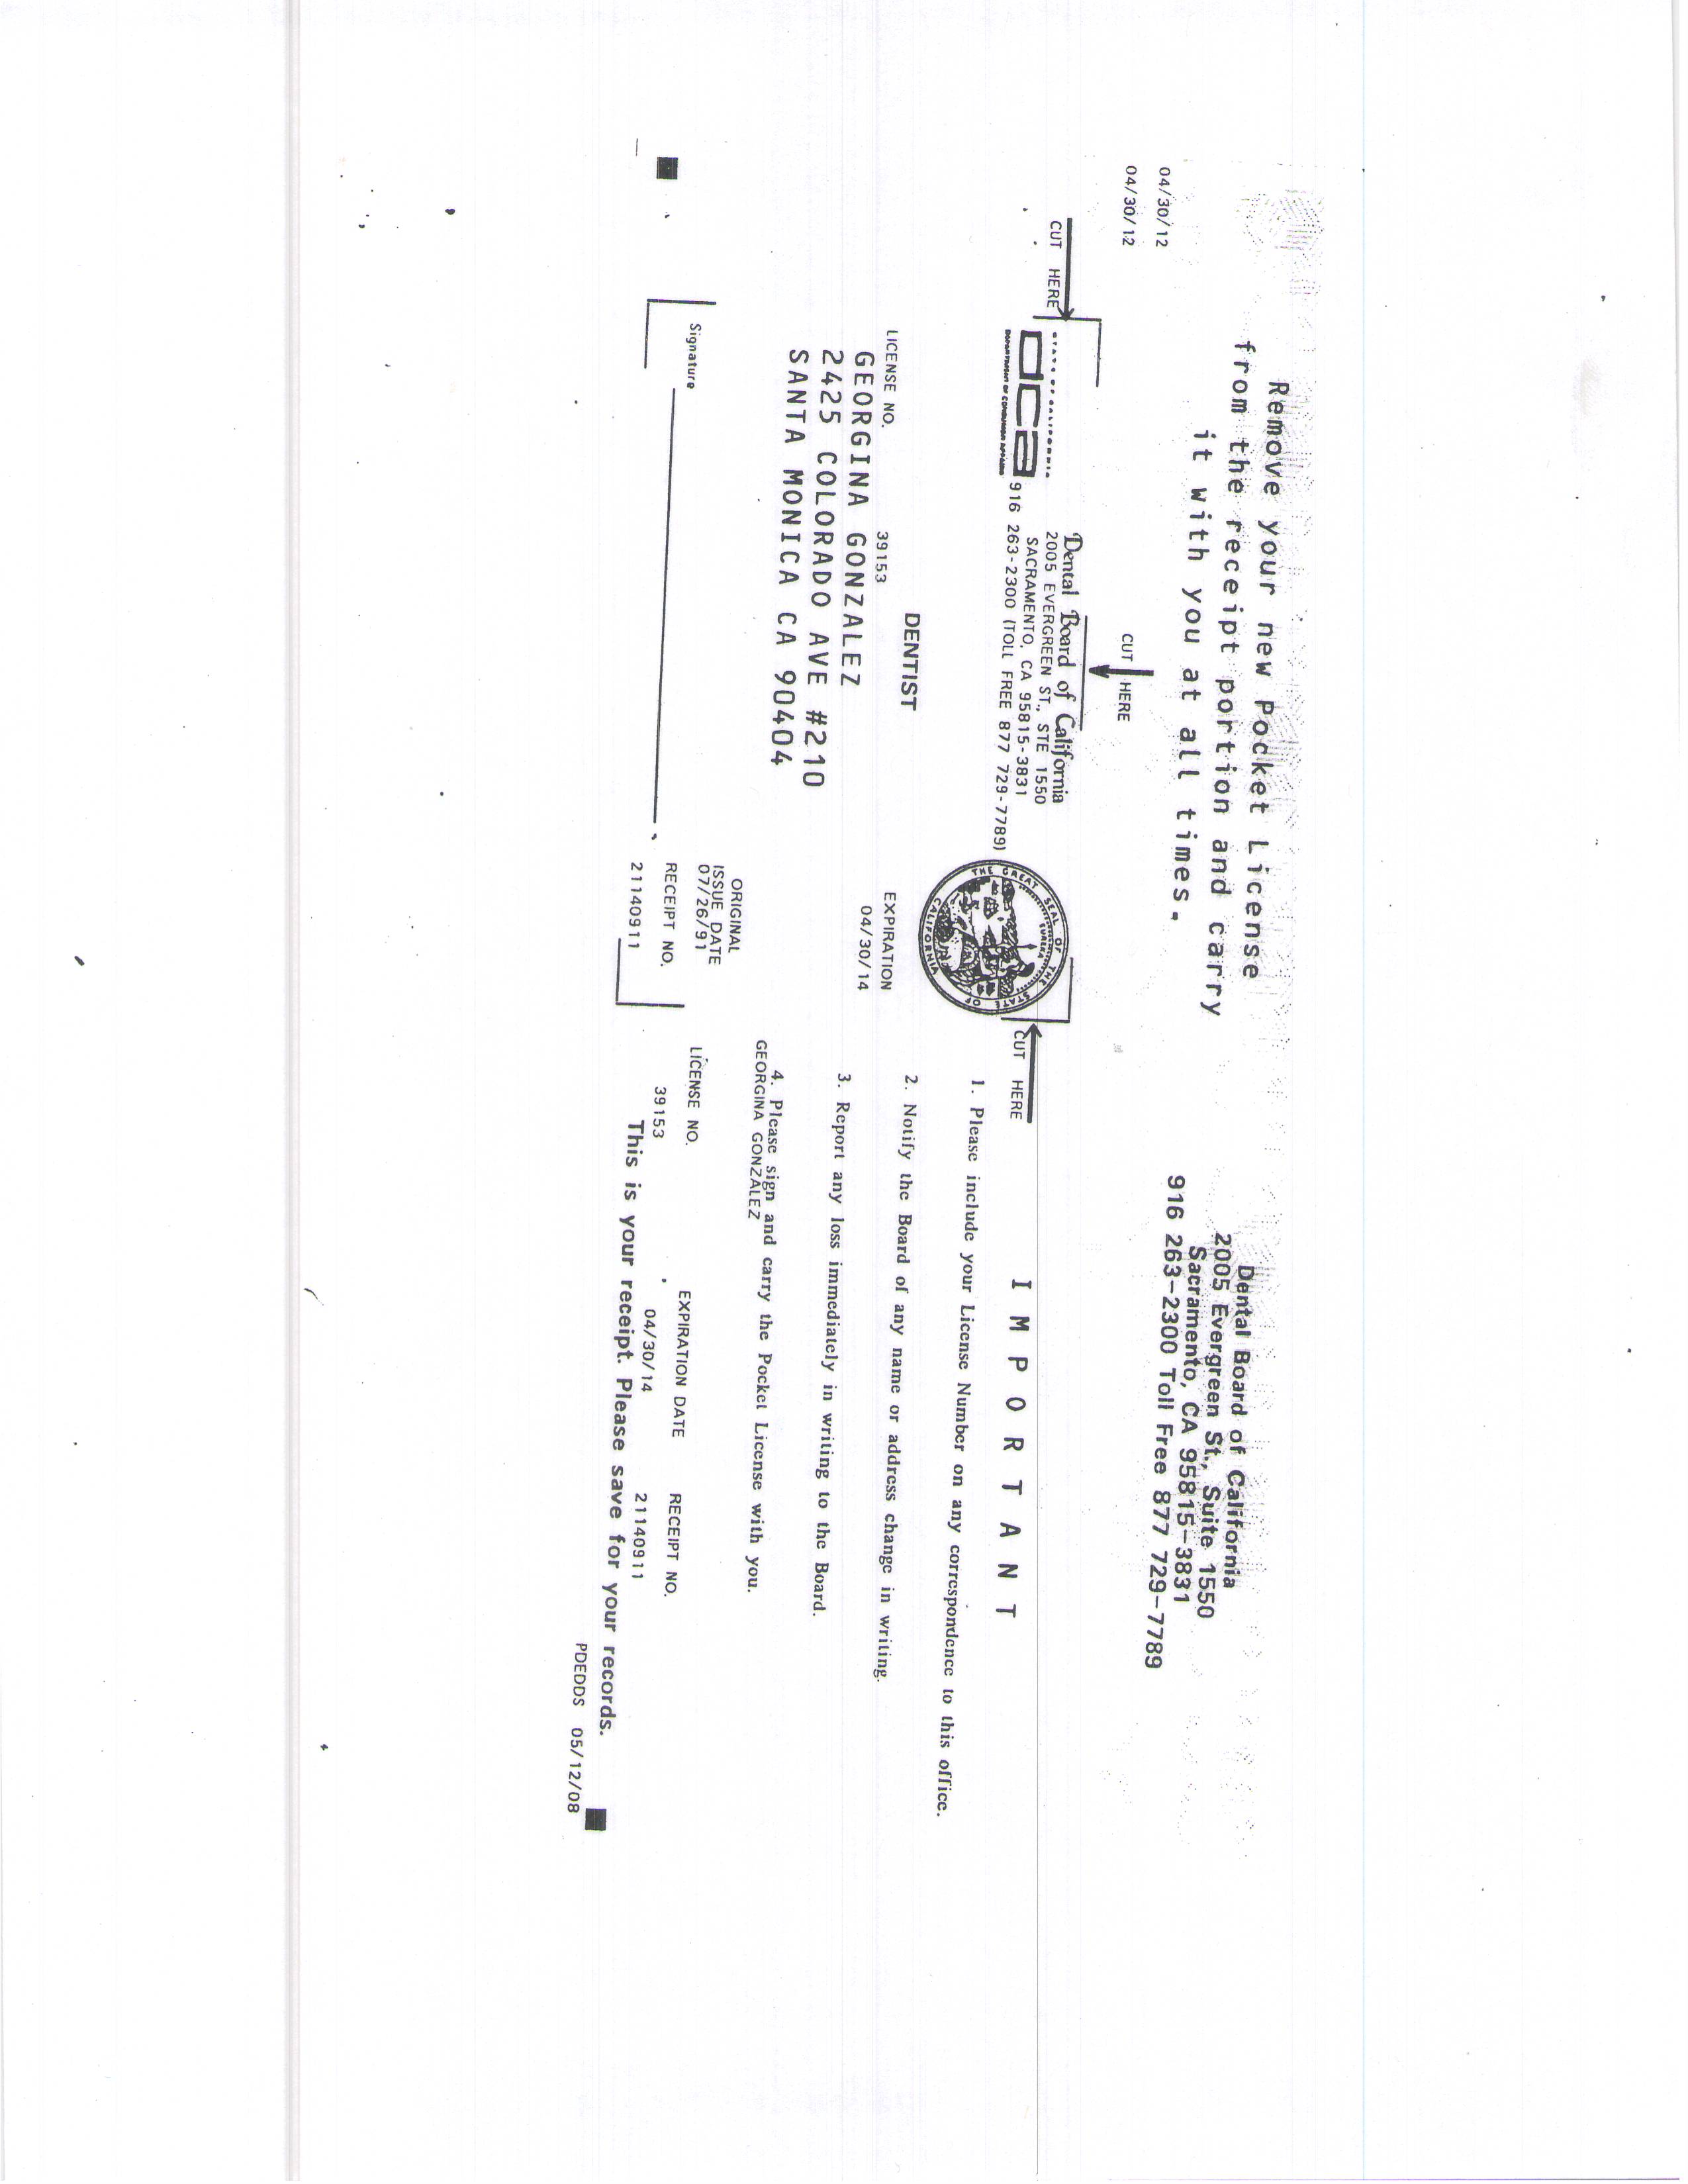 04/30/12
04/30/12
Remove your new Pocket License
from the receipt portion and carry
it with you at all times.
Dental Board of California
2005 Evergreen St., Suite 1550
Sacramento, CA 95815-3831
916 263-2300 Toll Free 877 729-7789
CUT HERE
CUT HERE
CUT HERE
STATE OF CALIFORNIA
dca
DEPARTMENT OF CONSUMER AFFAIRS
Dental Board of California
2005 EVERGREEN ST., STE 1550
SACRAMENTO, CA 95815-3831
916 263-2300 (TOLL FREE 877 729-7789)
THE GREAT SEAL OF THE STATE OF CALIFORNIA
EUREKA
DENTIST
LICENSE NO. 39153
EXPIRATION
04/30/14
GEORGINA GONZALEZ
2425 COLORADO AVE #210
SANTA MONICA CA 90404
ORIGINAL
ISSUE DATE
07/26/91
Signature
RECEIPT NO.
21140911
I M P O R T A N T
1. Please include your License Number on any correspondence to this office.
2. Notify the Board of any name or address change in writing.
3. Report any loss immediately in writing to the Board.
4. Please sign and carry the Pocket License with you.
GEORGINA GONZALEZ
LICENSE NO. EXPIRATION DATE RECEIPT NO.
39153 04/30/14 21140911
This is your receipt. Please save for your records.
PDEDDS 05/12/08